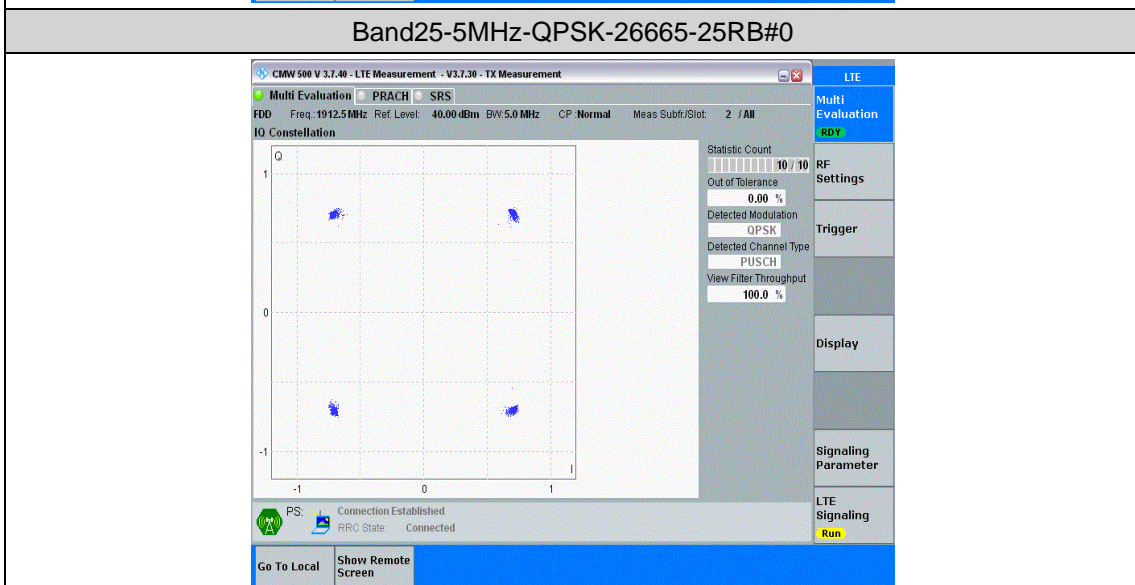 Band25-5MHz-QPSK-26665-25RB#0
CMW 500 V 3.7.40 - LTE Measurement - V3.7.30 - TX Measurement
LTE
Multi Evaluation PRACH SRS
Multi
Evaluation
RDY
FDD Freq.:1912.5 MHz Ref. Level: 40.00 dBm BW:5.0 MHz CP :Normal Meas Subfr./Slot: 2 / All
IQ Constellation
Q
1
0
-1
I
-1 0 1
Statistic Count
10 / 10
Out of Tolerance
0.00 %
Detected Modulation
QPSK
Detected Channel Type
PUSCH
View Filter Throughput
100.0 %
RF
Settings
Trigger
Display
Signaling
Parameter
LTE
Signaling
Run
PS: Connection Established
RRC State: Connected
Go To Local
Show Remote
Screen